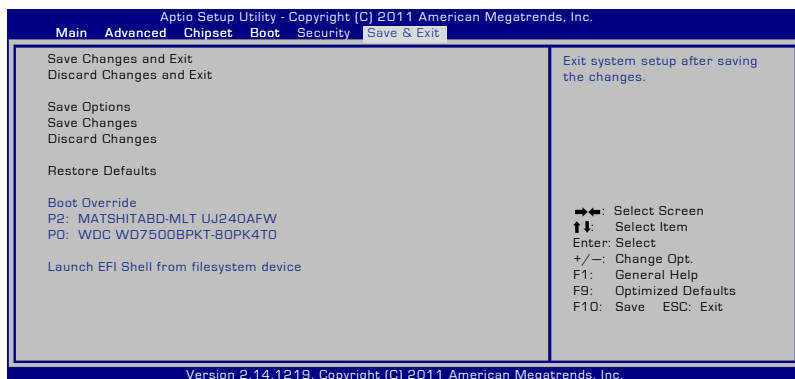 Aptio Setup Utility - Copyright (C) 2011 American Megatrends, Inc.
Main Advanced Chipset Boot Security Save & Exit
Save Changes and Exit
Discard Changes and Exit
Save Options
Save Changes
Discard Changes
Restore Defaults
Boot Override
P2: MATSHITABD-MLT UJ240AFW
P0: WDC WD7500BPKT-80PK4T0
Launch EFI Shell from filesystem device
Exit system setup after saving
the changes.
→←: Select Screen
↑↓: Select Item
Enter: Select
+/—: Change Opt.
F1: General Help
F9: Optimized Defaults
F10: Save ESC: Exit
Version 2.14.1219. Copyright (C) 2011 American Megatrends, Inc.